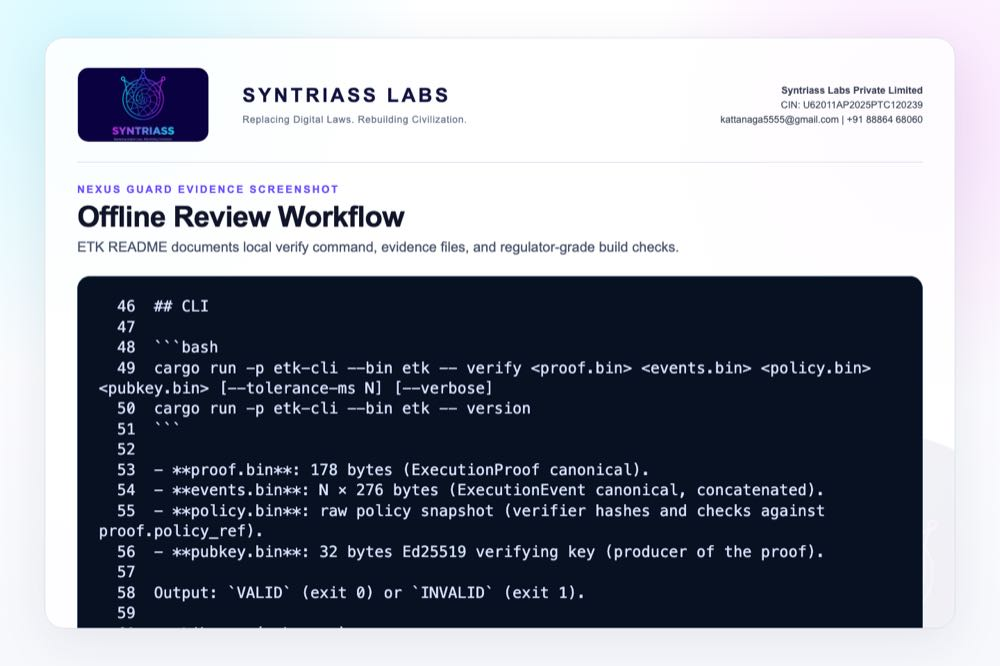 SYNTRIASS
SYNTRIASS LABS
Replacing Digital Laws. Rebuilding Civilization.
Syntriass Labs Private Limited
CIN: U62011AP2025PTC120239
kattanaga5555@gmail.com | +91 88864 68060
NEXUS GUARD EVIDENCE SCREENSHOT
Offline Review Workflow
ETK README documents local verify command, evidence files, and regulator-grade build checks.
46 ## CLI
47
48 ```bash
49 cargo run -p etk-cli --bin etk -- verify <proof.bin> <events.bin> <policy.bin>
<pubkey.bin> [--tolerance-ms N] [--verbose]
50 cargo run -p etk-cli --bin etk -- version
51 ```
52
53 - **proof.bin**: 178 bytes (ExecutionProof canonical).
54 - **events.bin**: N × 276 bytes (ExecutionEvent canonical, concatenated).
55 - **policy.bin**: raw policy snapshot (verifier hashes and checks against
proof.policy_ref).
56 - **pubkey.bin**: 32 bytes Ed25519 verifying key (producer of the proof).
57
58 Output: `VALID` (exit 0) or `INVALID` (exit 1).
59